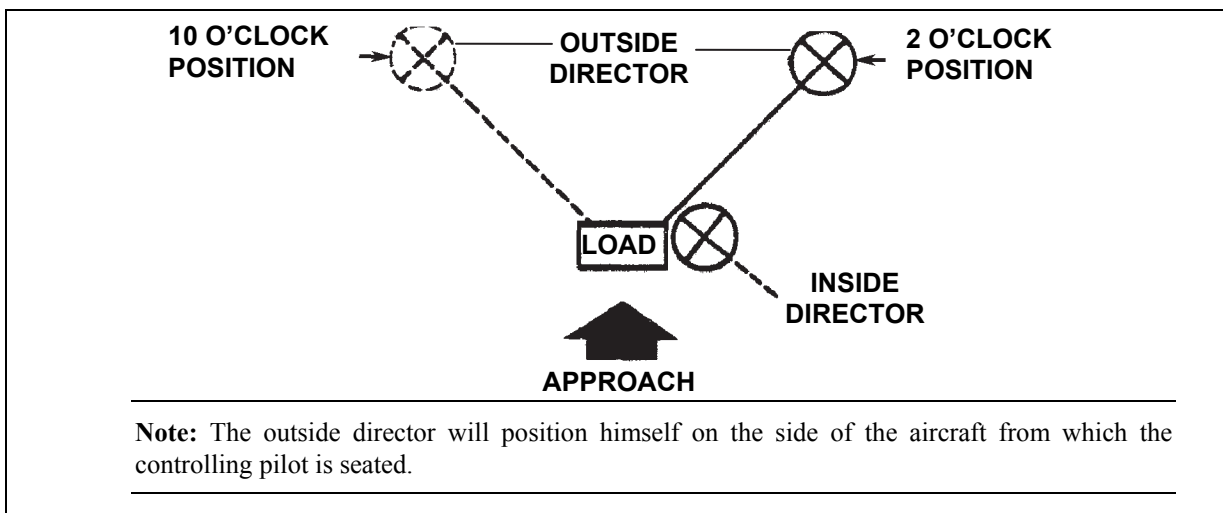 10 O’CLOCK
POSITION
OUTSIDE
DIRECTOR
2 O’CLOCK
POSITION
LOAD
INSIDE
DIRECTOR
APPROACH
Note: The outside director will position himself on the side of the aircraft from which the
controlling pilot is seated.